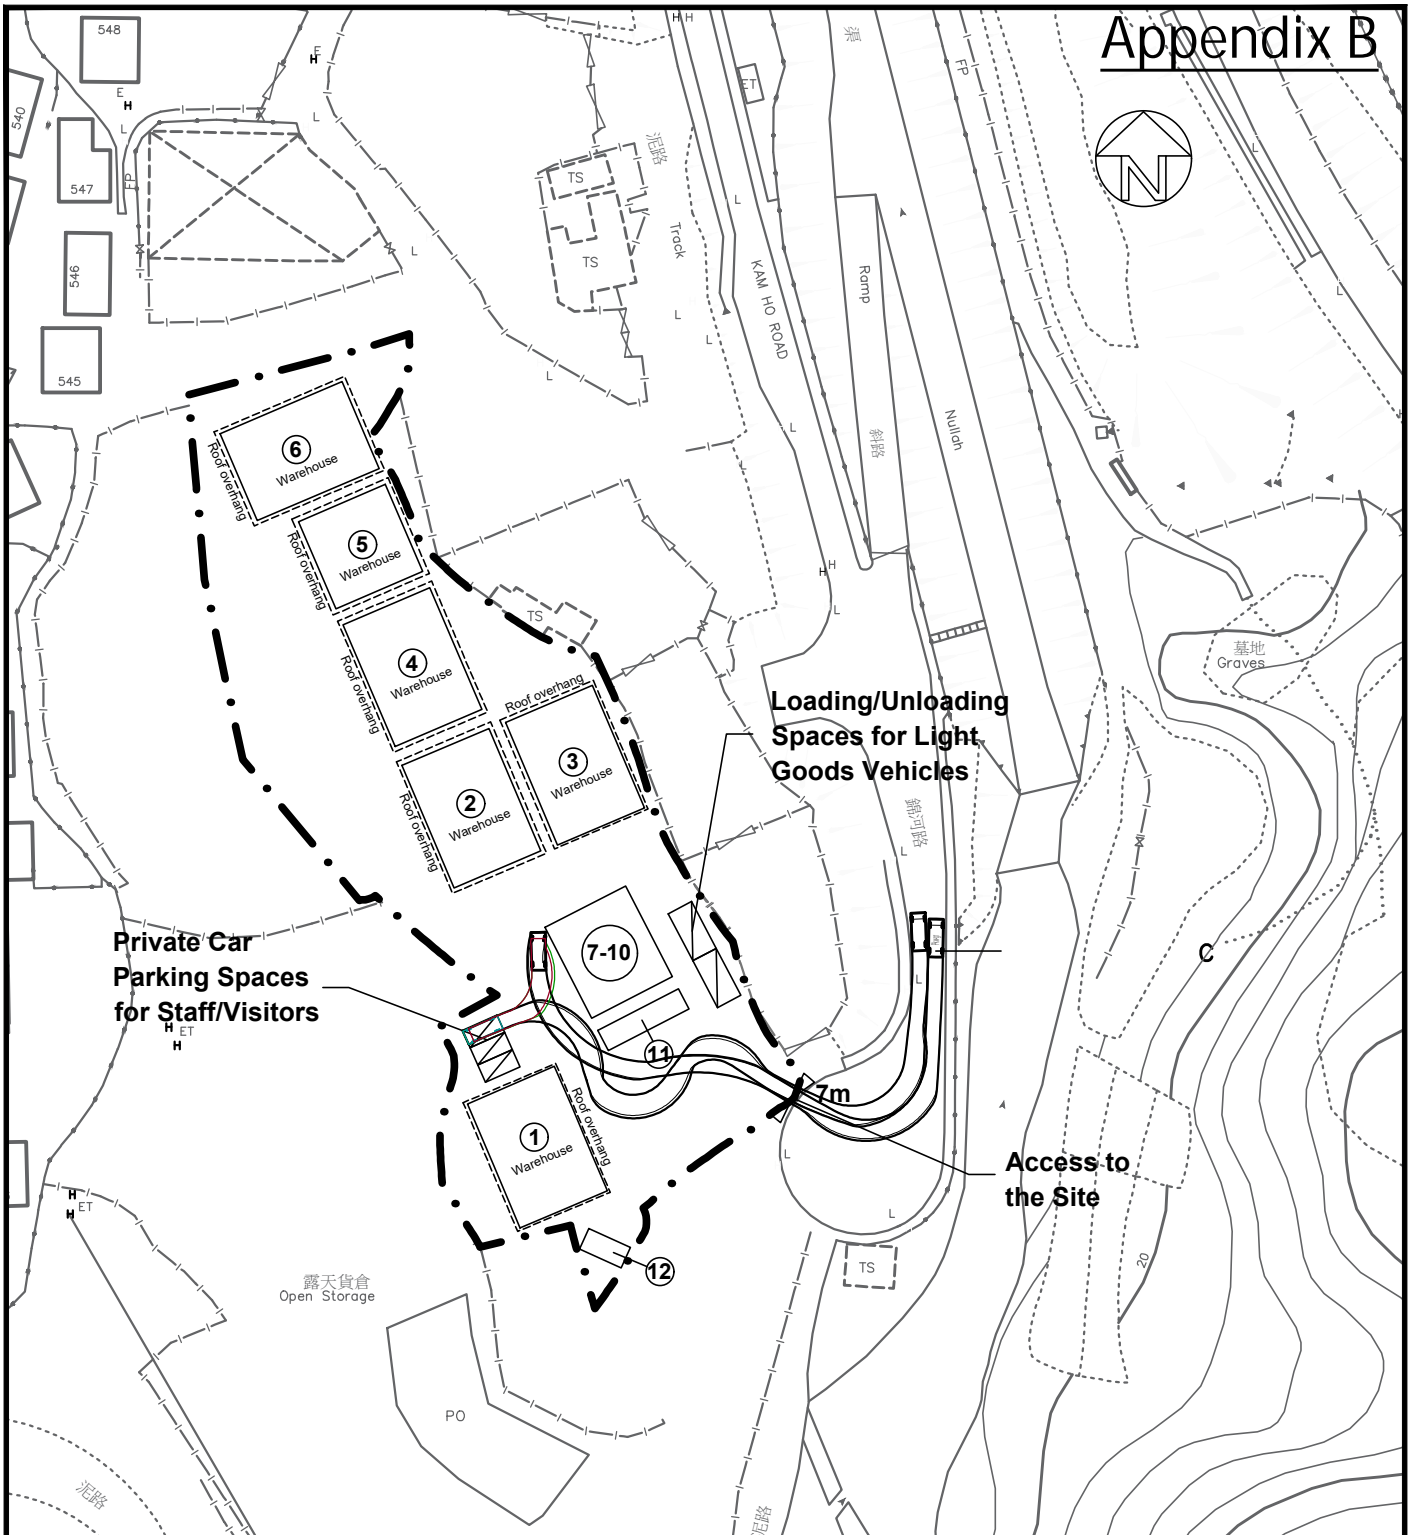 Appendix B
N
548
E
H
540
E
H
L
L
547
FP
546
L
545
泥路
Track
TS
TS
L
L
L
L
H H
渠
ET
L
KAM HO ROAD
Ramp
斜路
Nullah
FP
L
L
L
L
H H
L
6
Warehouse
Roof overhang
5
Warehouse
Roof overhang
4
Warehouse
Roof overhang
TS
Roof overhang
3
Warehouse
2
Warehouse
Roof overhang
墓地
Graves
Loading/Unloading
Spaces for Light
Goods Vehicles
錦河路
L
L
C
Private Car
Parking Spaces
for Staff/Visitors
H
ET
H
7-10
11
7m
1
Warehouse
Roof overhang
Access to
the Site
L
L
H
ET
H
12
TS
20
露天貨倉
Open Storage
PO
泥路
泥路